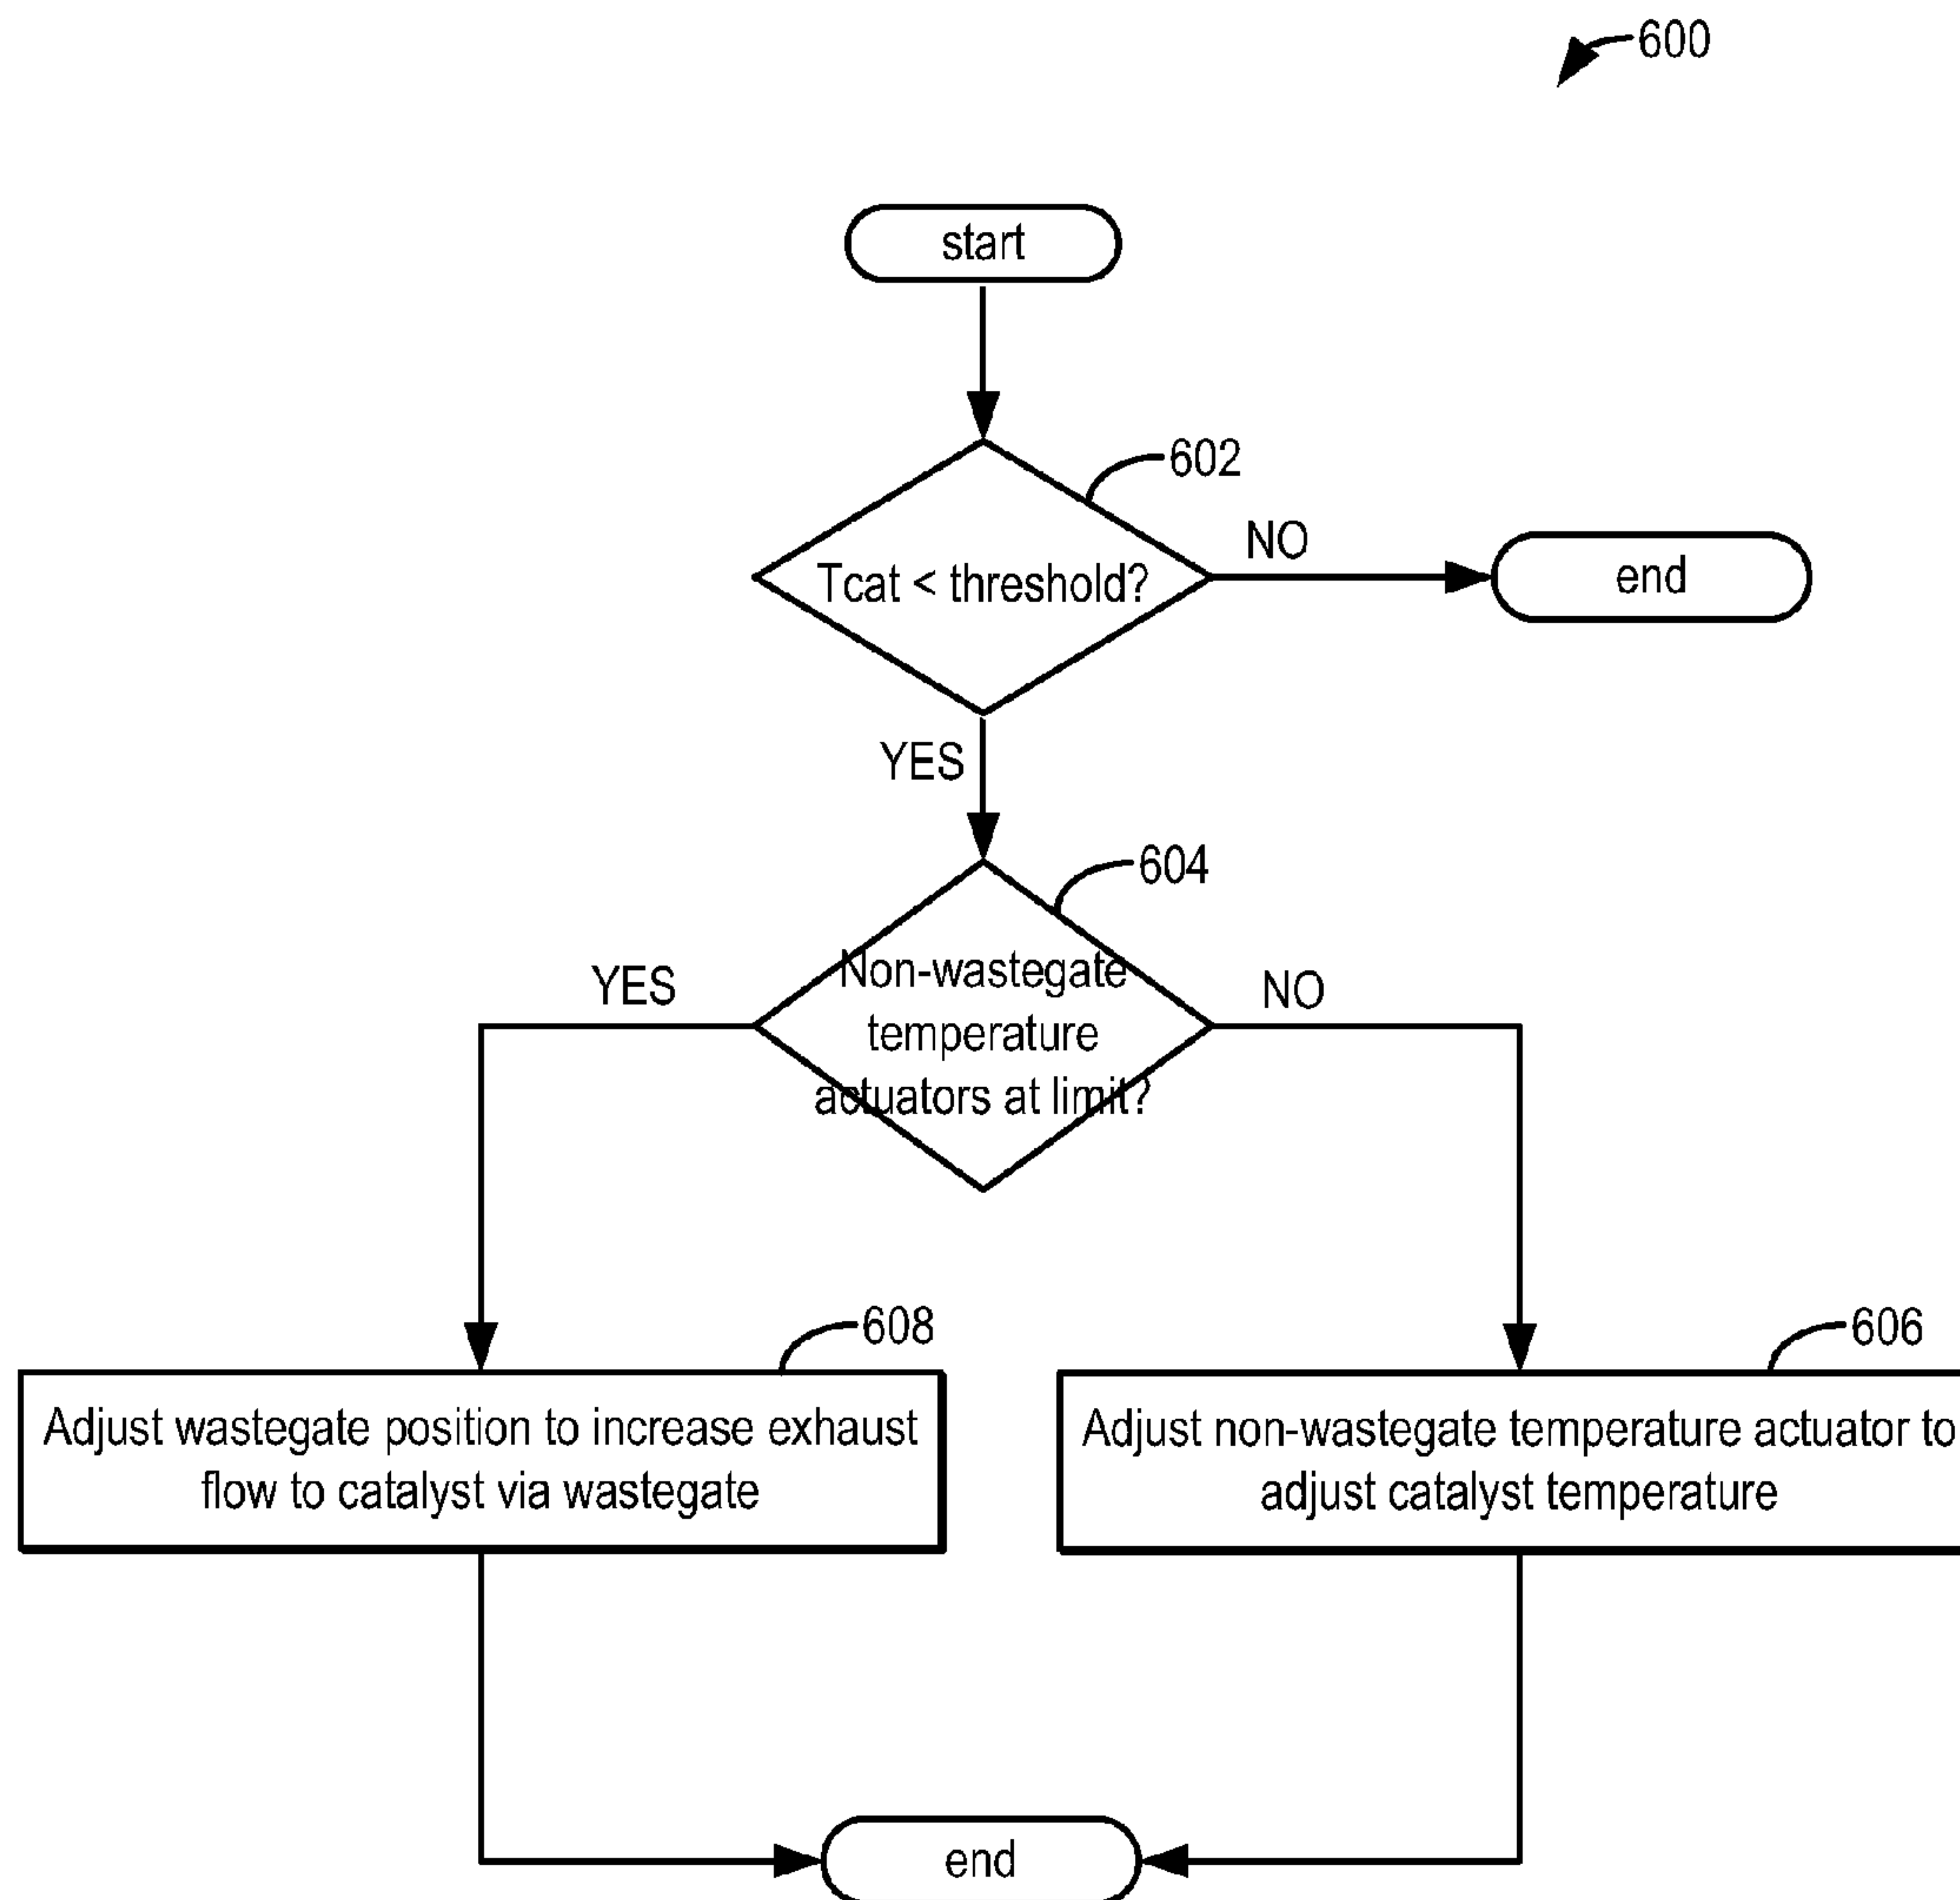 600
start
602
Tcat < threshold?
NO
end
YES
604
Non-wastegate
temperature
actuators at limit?
YES
NO
608
Adjust wastegate position to increase exhaust
flow to catalyst via wastegate
606
Adjust non-wastegate temperature actuator to
adjust catalyst temperature
end